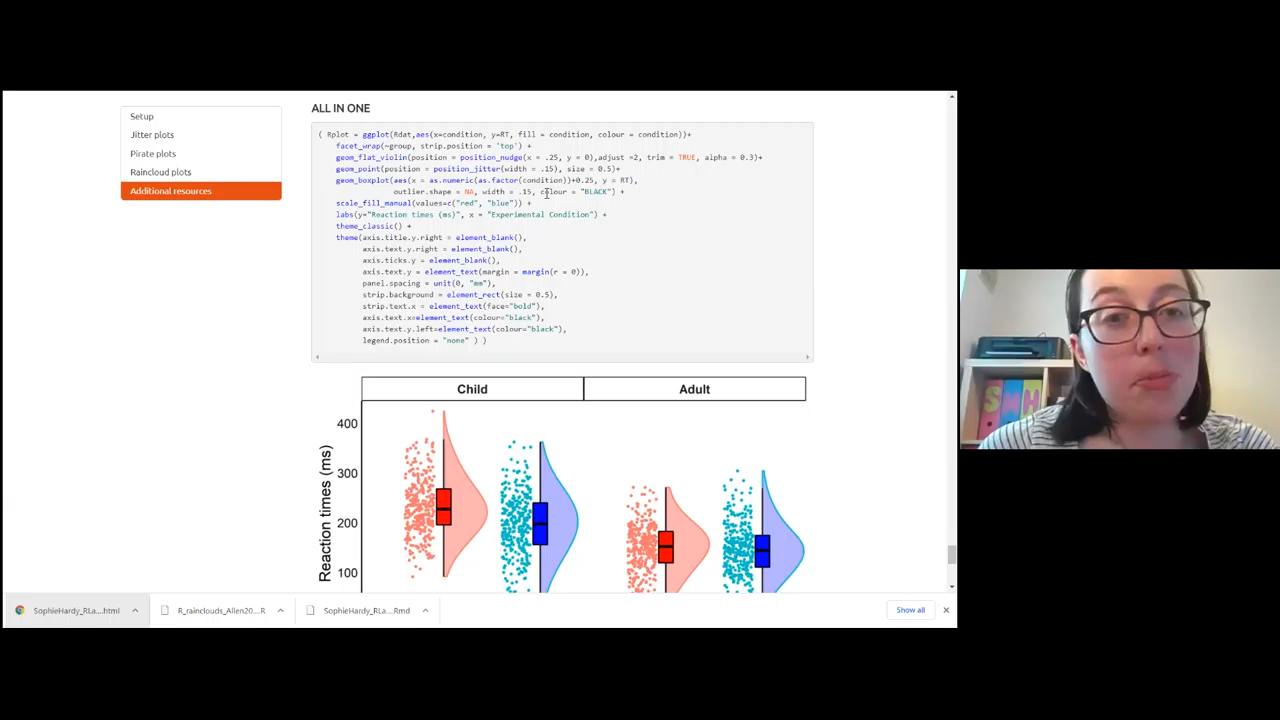 Setup
Jitter plots
Pirate plots
Raincloud plots
Additional resources
ALL IN ONE
( Rplot = ggplot(Rdat,aes(x=condition, y=RT, fill = condition, colour = condition))+
facet_wrap(~group, strip.position = 'top') +
geom_flat_violin(position = position_nudge(x = .25, y = 0),adjust =2, trim = TRUE, alpha = 0.3)+
geom_point(position = position_jitter(width = .15), size = 0.5)+
geom_boxplot(aes(x = as.numeric(as.factor(condition))+0.25, y = RT),
outlier.shape = NA, width = .15, colour = "BLACK") +
scale_fill_manual(values=c("red", "blue")) +
labs(y="Reaction times (ms)", x = "Experimental Condition") +
theme_classic() +
theme(axis.title.y.right = element_blank(),
axis.text.y.right = element_blank(),
axis.ticks.y = element_blank(),
axis.text.y = element_text(margin = margin(r = 0)),
panel.spacing = unit(0, "mm"),
strip.background = element_rect(size = 0.5),
strip.text.x = element_text(face="bold"),
axis.text.x=element_text(colour="black"),
axis.text.y.left=element_text(colour="black"),
legend.position = "none" ) )
Child
Adult
400
300
200
100
Reaction times (ms)
SophieHardy_RLa....html
R_rainclouds_Allen20....R
SophieHardy_RLa....Rmd
Show all
SMH